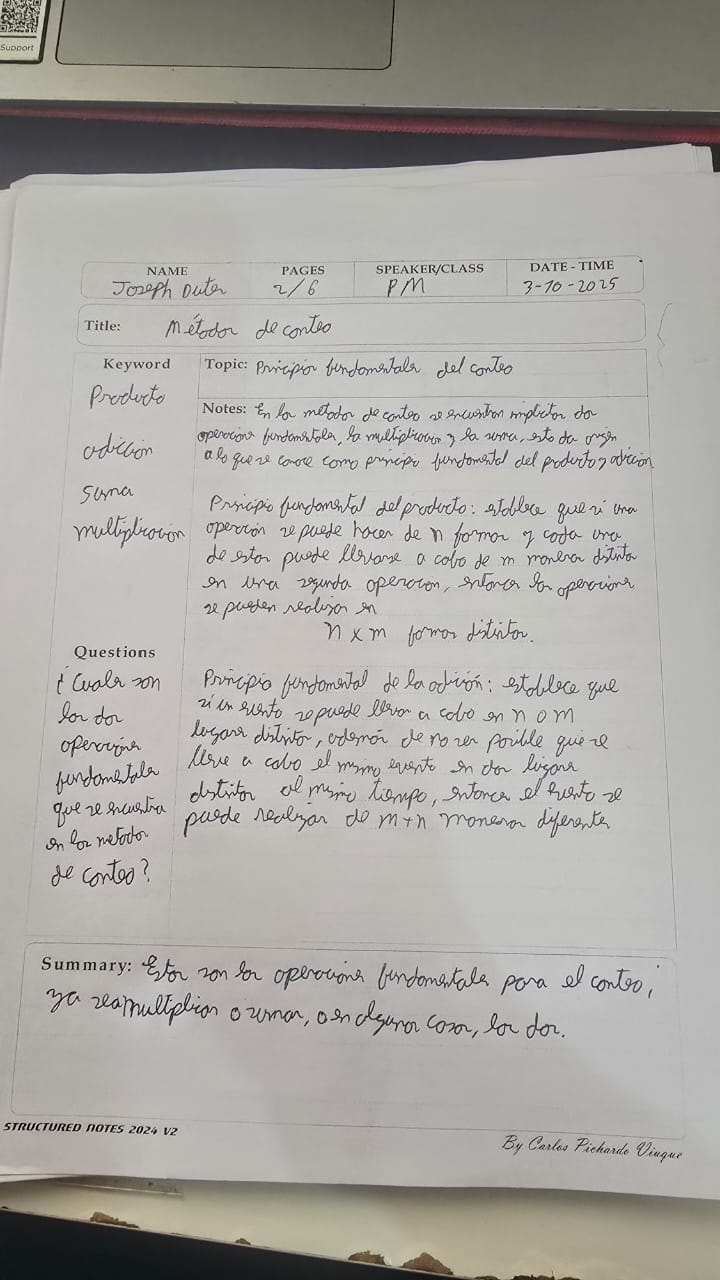 Support
NAME PAGES SPEAKER/CLASS DATE - TIME
Joseph Duter 2/6 PM 3-10-2025
Title: Métodos de conteo
Keyword
Producto
adición
suma
multiplicación
Topic: Principios fundamentales del conteo
Notes: En los metodos de conteo se encuentran implicitas dos
operaciones fundamentales, la multiplicacion y la suma, esto da origen
a lo que se conoce como principio fundamental del producto y adicion
Principio fundamental del producto: establece que si una
operación se puede hacer de n formas y cada una
de estas puede llevarse a cabo de m maneras distintas
en una segunda operacion, entonces las operaciones
se pueden realizar en
n x m formas distintas.
Principio fundamental de la adición: establece que
si un evento se puede llevar a cabo en n o m
lugares distintos, además de no ser posible que se
lleve a cabo el mismo evento en dos lugares
distintos al mismo tiempo, entonces el evento se
puede realizar de m+n maneras diferentes
Questions
¿Cuales son
las dos
operaciones
fundamentales
que se encuentra
en los metodos
de conteo?
Summary: Estas son las operaciones fundamentales para el conteo,
ya sea multiplicar o sumar, o en algunos casos, las dos.
STRUCTURED NOTES 2024 V2
By Carlos Pichardo Viuque